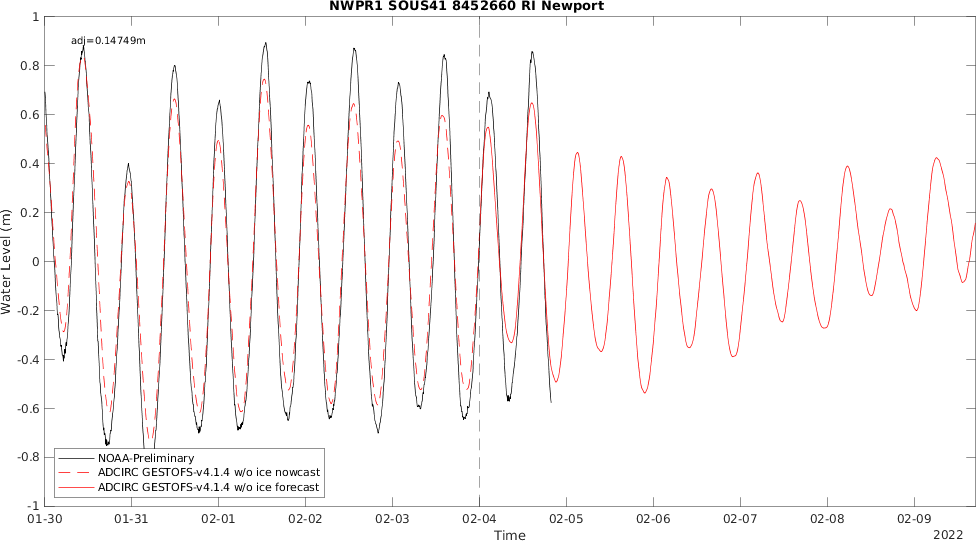 NWPR1 SOUS41 8452660 RI Newport
adj=0.14749m
1
0.8
0.6
0.4
0.2
0
-0.2
-0.4
-0.6
-0.8
-1
Water Level (m)
NOAA-Preliminary
ADCIRC GESTOFS-v4.1.4 w/o ice nowcast
ADCIRC GESTOFS-v4.1.4 w/o ice forecast
01-30 01-31 02-01 02-02 02-03 02-04 02-05 02-06 02-07 02-08 02-09
Time
2022